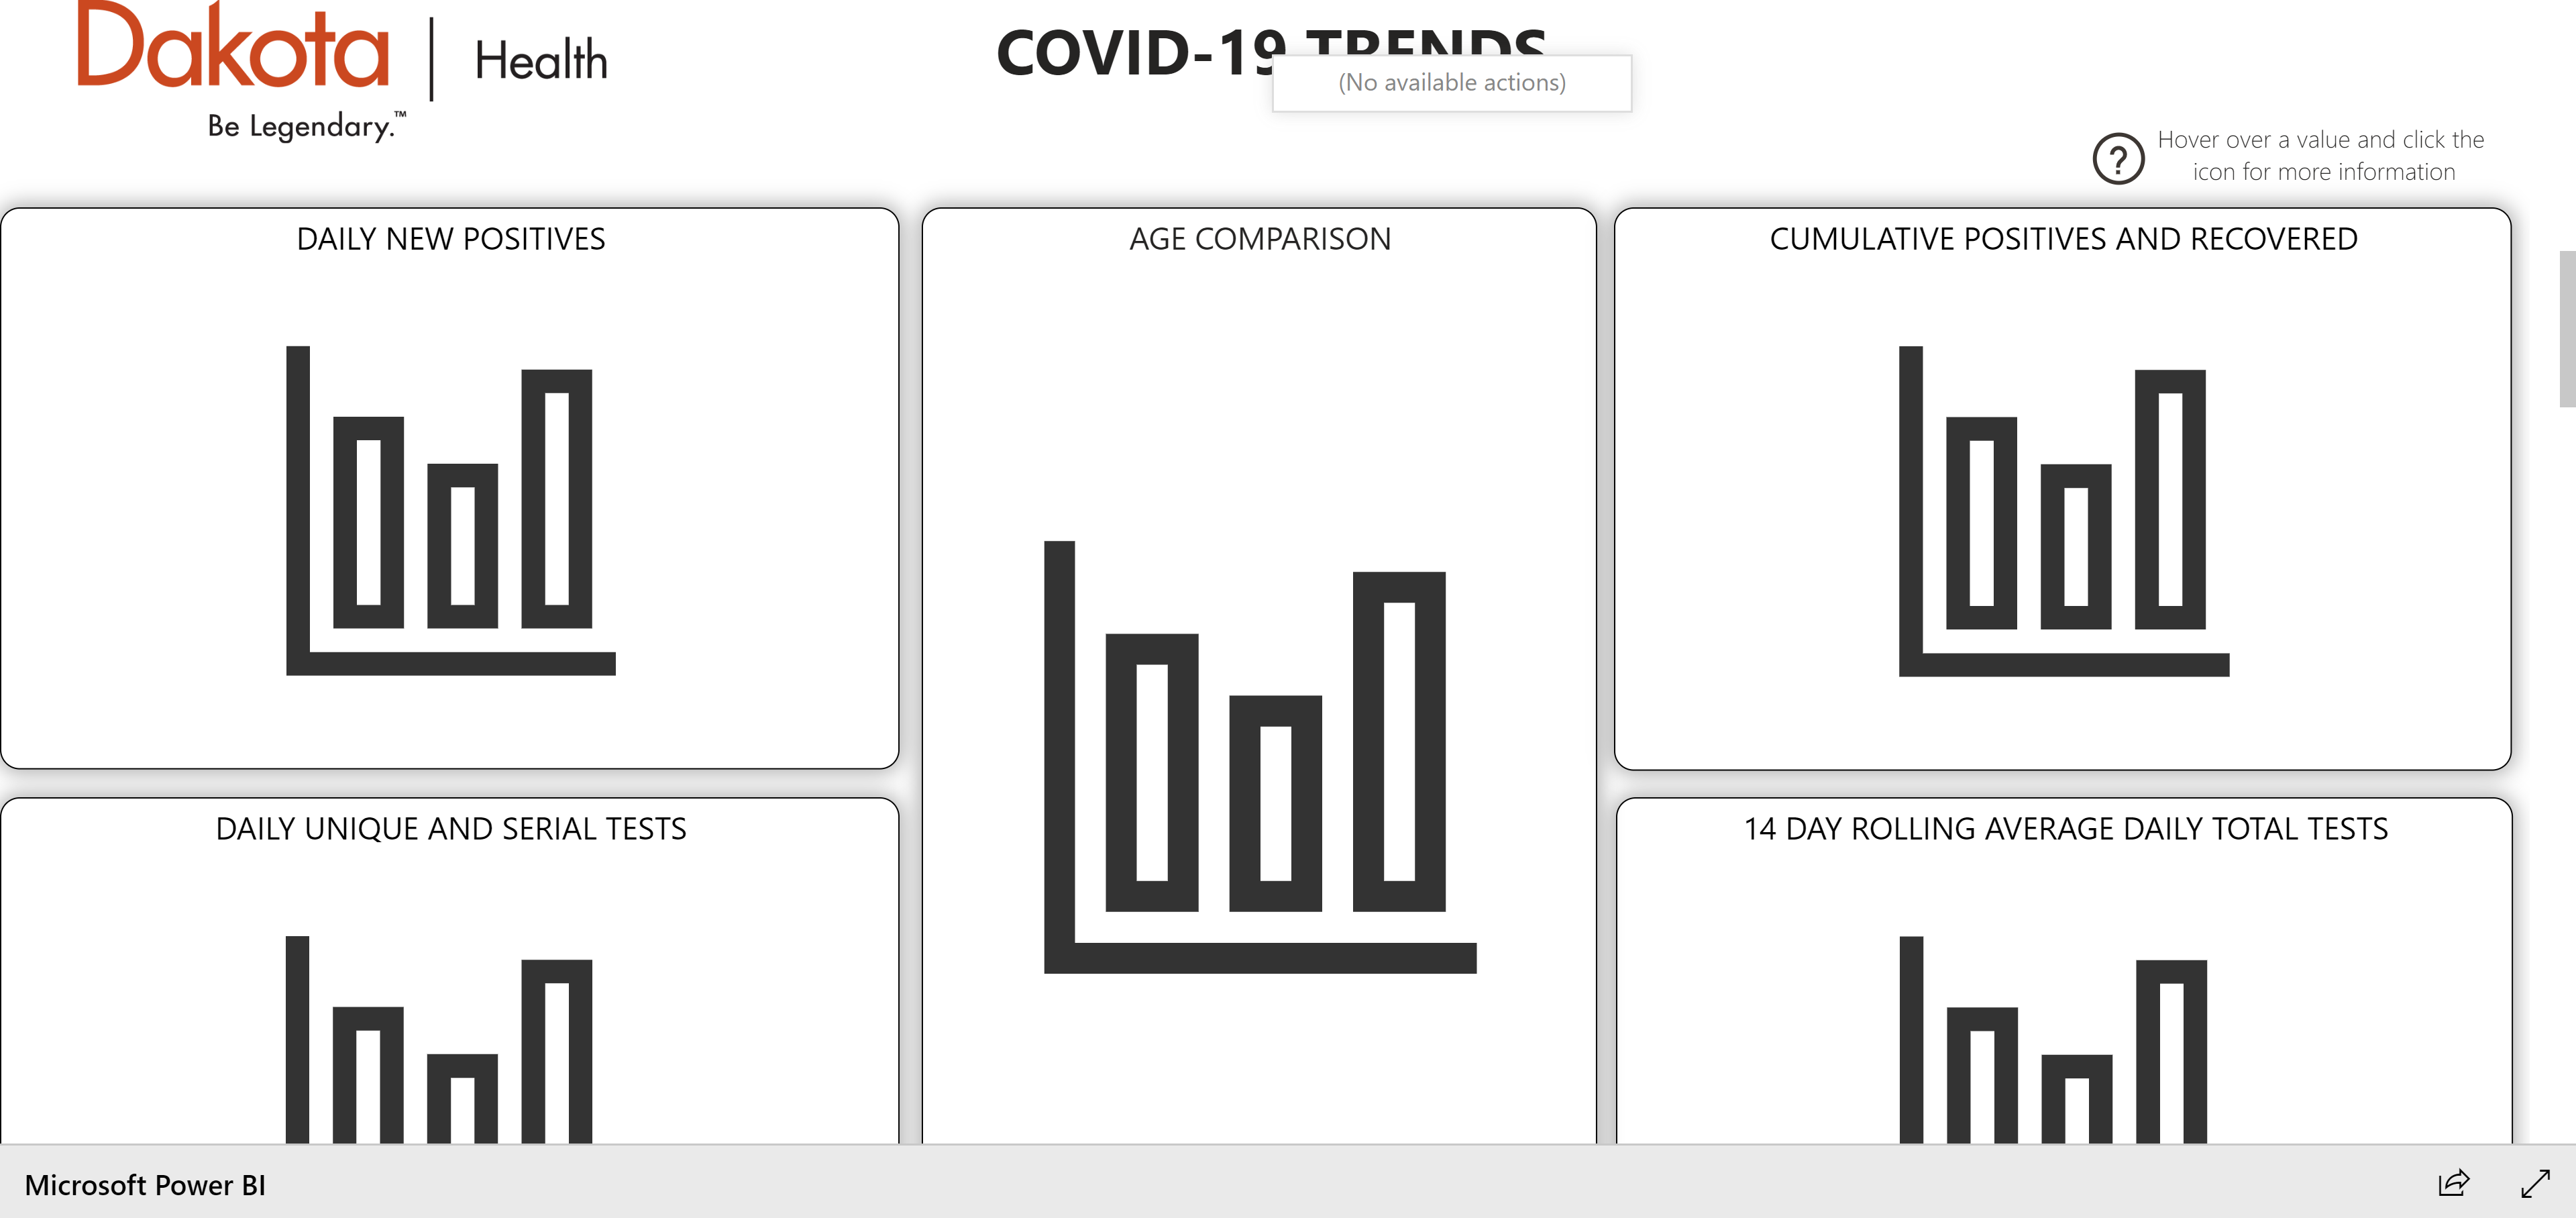 Dakota
Health
Be Legendary.™
COVID-19 TRENDS
(No available actions)
?
Hover over a value and click the
icon for more information
DAILY NEW POSITIVES
AGE COMPARISON
CUMULATIVE POSITIVES AND RECOVERED
DAILY UNIQUE AND SERIAL TESTS
14 DAY ROLLING AVERAGE DAILY TOTAL TESTS
Microsoft Power BI